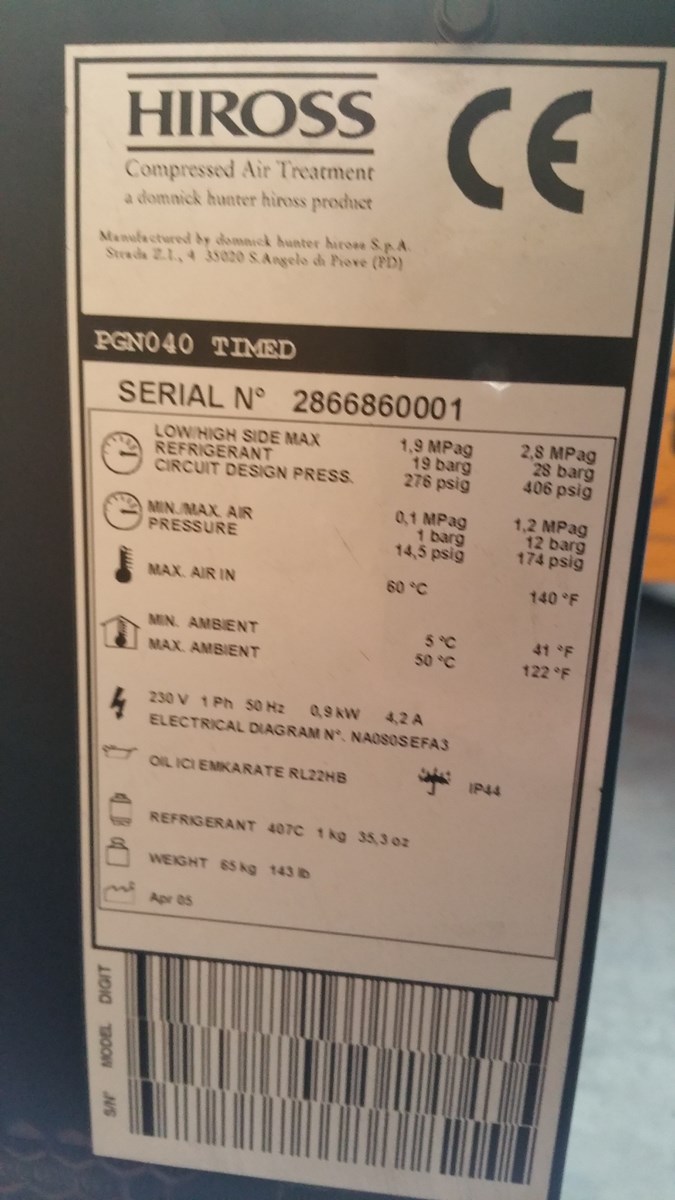 HIROSS
CE
Compressed Air Treatment
a domnick hunter hiross product
Manufactured by domnick hunter hiross S.p.A.
Strada Z.I., 4 35020 S.Angelo di Piove (PD)
PGN040 TIMED
SERIAL N° 2866860001
LOW/HIGH SIDE MAX 1,9 MPag 2,8 MPag
REFRIGERANT 19 barg 28 barg
CIRCUIT DESIGN PRESS. 276 psig 406 psig
MIN./MAX. AIR 0,1 MPag 1,2 MPag
PRESSURE 1 barg 12 barg
14,5 psig 174 psig
MAX. AIR IN 60 °C 140 °F
MIN. AMBIENT 5 °C 41 °F
MAX. AMBIENT 50 °C 122 °F
230 V 1 Ph 50 Hz 0,9 kW 4,2 A
ELECTRICAL DIAGRAM N°. NA080SEFA3
OIL ICI EMKARATE RL22HB IP44
REFRIGERANT 407C 1 kg 35,3 oz
WEIGHT 65 kg 143 lb
Apr 05
DIGIT
MODEL
S/N°